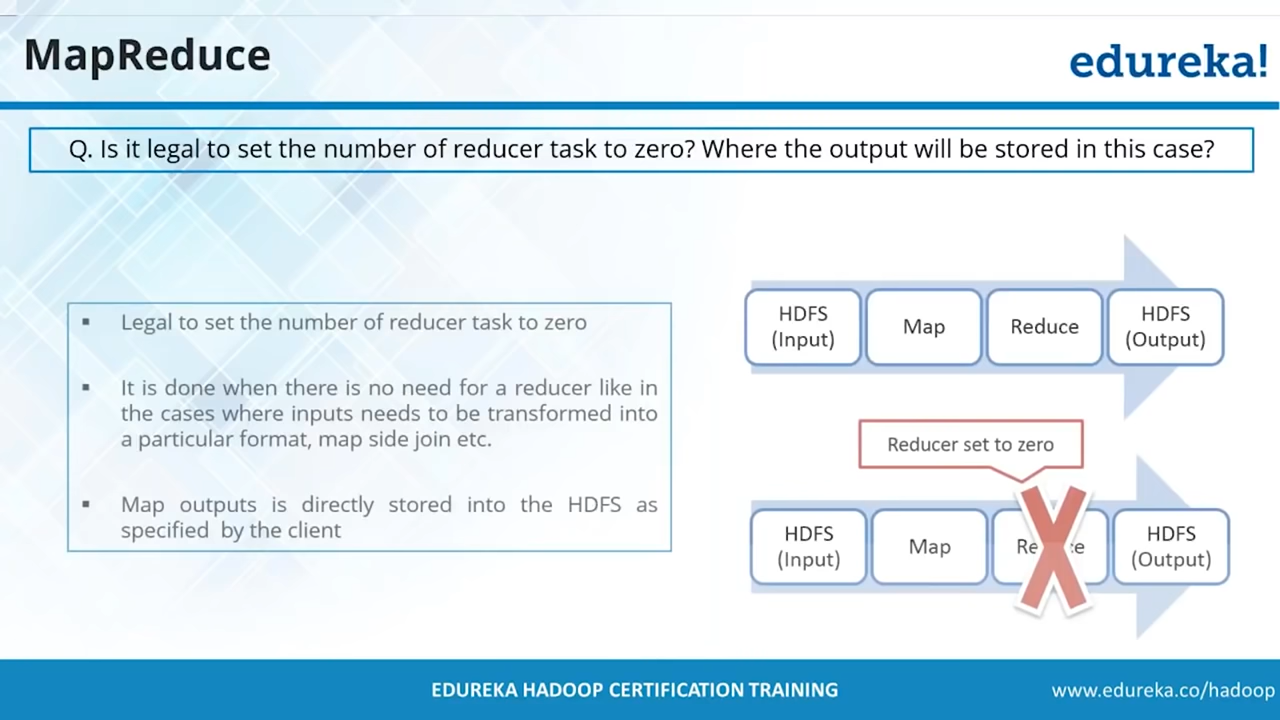 MapReduce
edureka!
Q. Is it legal to set the number of reducer task to zero? Where the output will be stored in this case?
▪ Legal to set the number of reducer task to zero
▪ It is done when there is no need for a reducer like in
the cases where inputs needs to be transformed into
a particular format, map side join etc.
▪ Map outputs is directly stored into the HDFS as
specified by the client
HDFS
(Input)
Map
Reduce
HDFS
(Output)
Reducer set to zero
HDFS
(Input)
Map
HDFS
(Output)
EDUREKA HADOOP CERTIFICATION TRAINING
www.edureka.co/hadoop